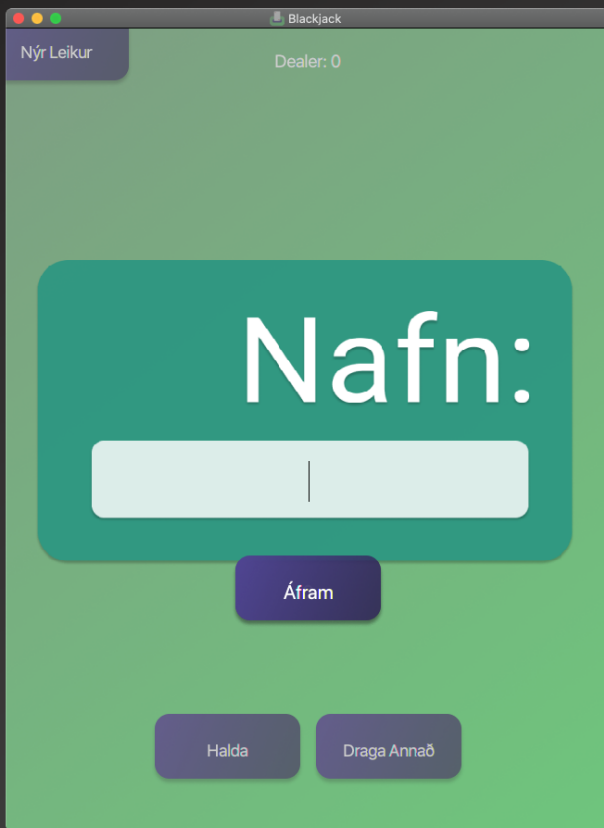 Blackjack
Nýr Leikur
Dealer: 0
Nafn:
Áfram
Halda
Draga Annað